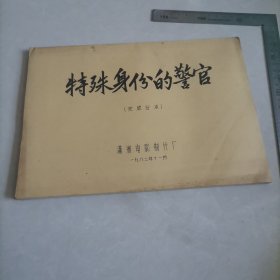 特殊身份的警官
(完成台本)
潇湘电影制片厂
一九八二年十一月